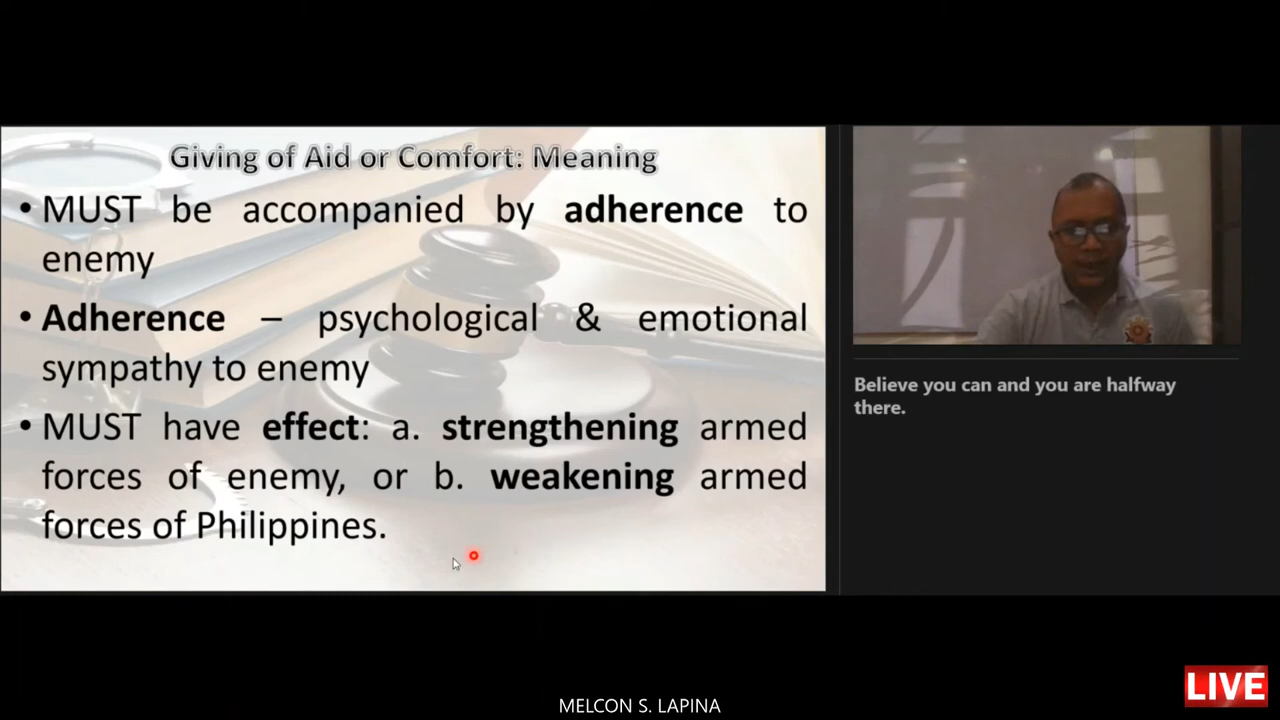 Giving of Aid or Comfort: Meaning
• MUST be accompanied by adherence to
enemy
• Adherence – psychological & emotional
sympathy to enemy
• MUST have effect: a. strengthening armed
forces of enemy, or b. weakening armed
forces of Philippines.
Believe you can and you are halfway
there.
LIVE
MELCON S. LAPINA